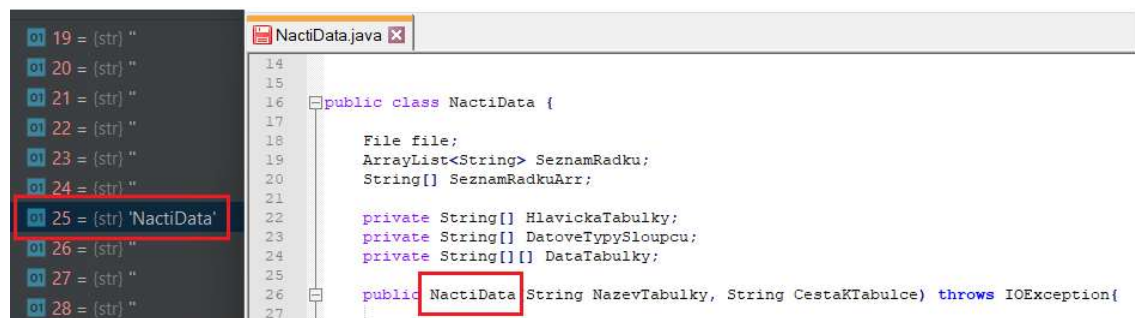 19 = {str} ''
20 = {str} ''
21 = {str} ''
22 = {str} ''
23 = {str} ''
24 = {str} ''
25 = {str} 'NactiData'
26 = {str} ''
27 = {str} ''
28 = {str} ''
NactiData.java
14
15
16 public class NactiData {
17
18 File file;
19 ArrayList<String> SeznamRadku;
20 String[] SeznamRadkuArr;
21
22 private String[] HlavickaTabulky;
23 private String[] DatoveTypySloupcu;
24 private String[][] DataTabulky;
25
26 public NactiData(String NazevTabulky, String CestaKTabulce) throws IOException{
27